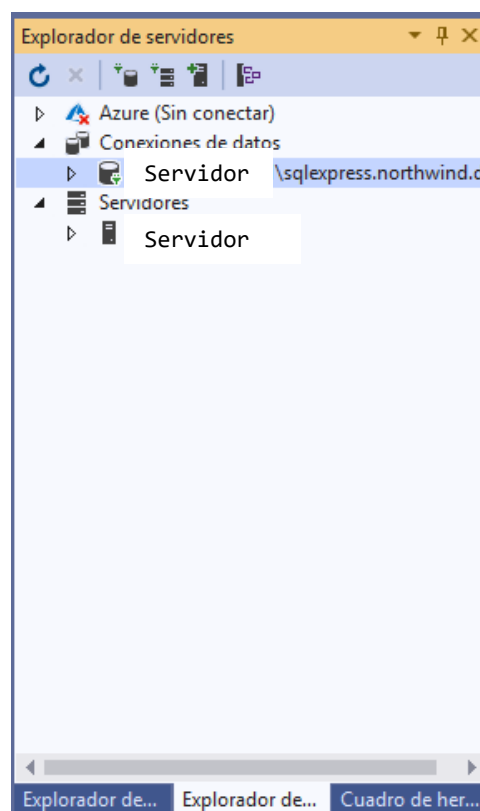 Explorador de servidores
Azure (Sin conectar)
Conexiones de datos
Servidor \sqlexpress.northwind.d
Servidores
Servidor
Explorador de... Explorador de... Cuadro de her...